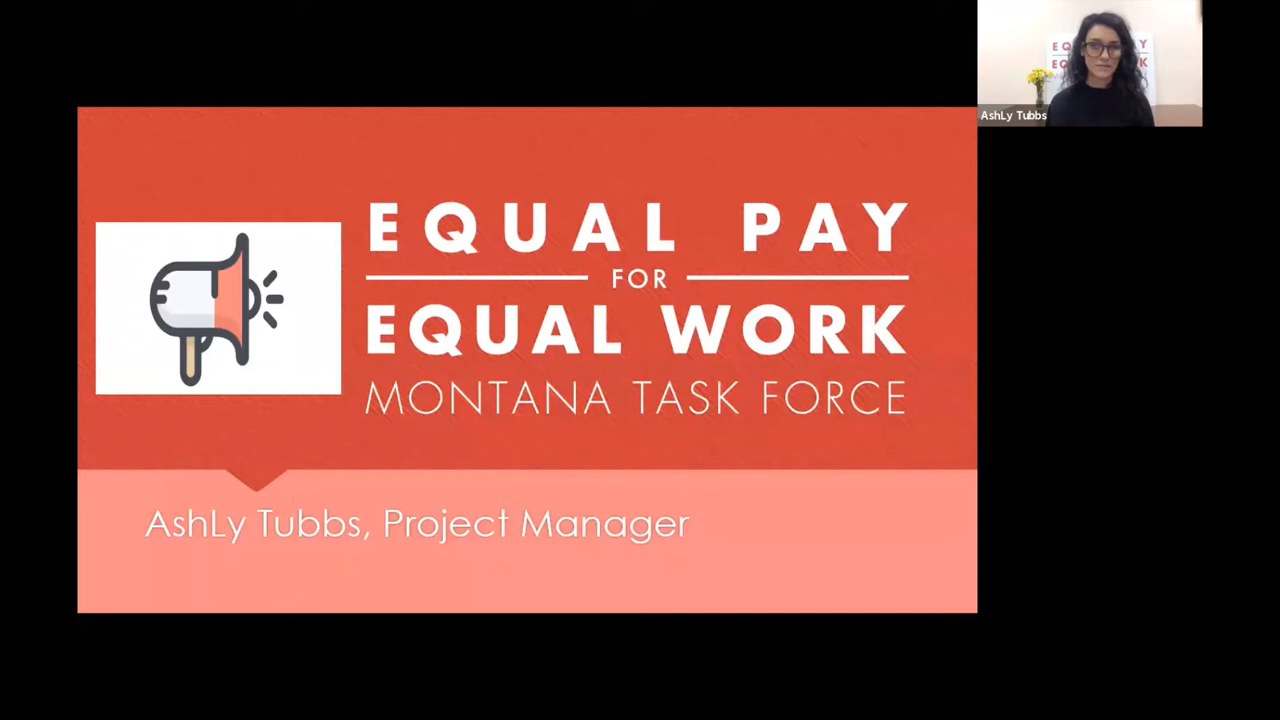 EQUAL PAY
FOR
EQUAL WORK
MONTANA TASK FORCE
AshLy Tubbs, Project Manager
AshLy Tubbs